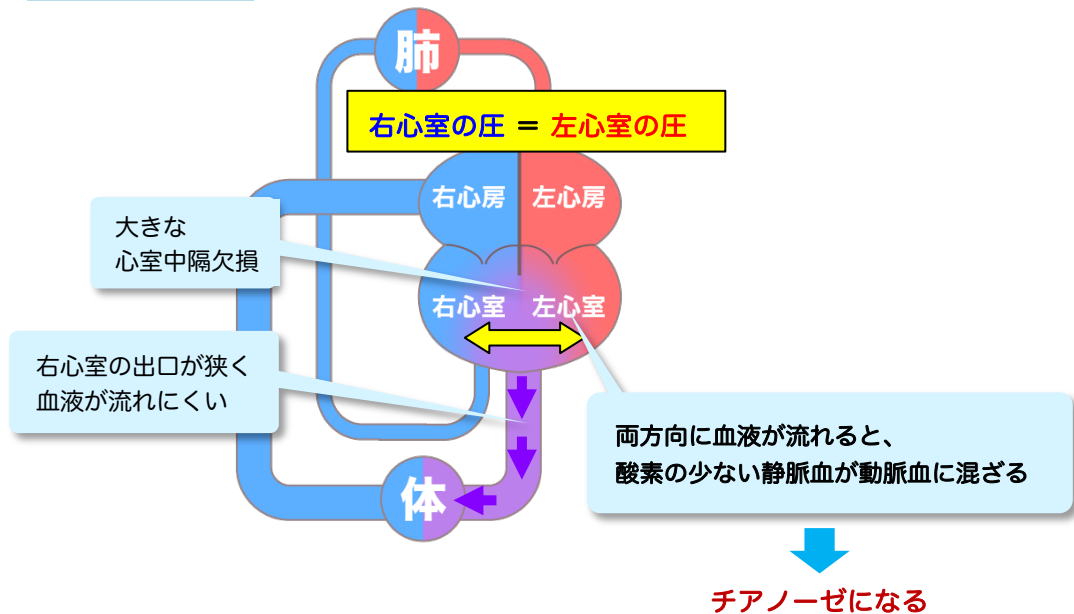 肺
右心室の圧 = 左心室の圧
右心房
左心房
大きな
心室中隔欠損
右心室
左心室
右心室の出口が狭く
血液が流れにくい
両方向に血液が流れると、
酸素の少ない静脈血が動脈血に混ざる
体
チアノーゼになる